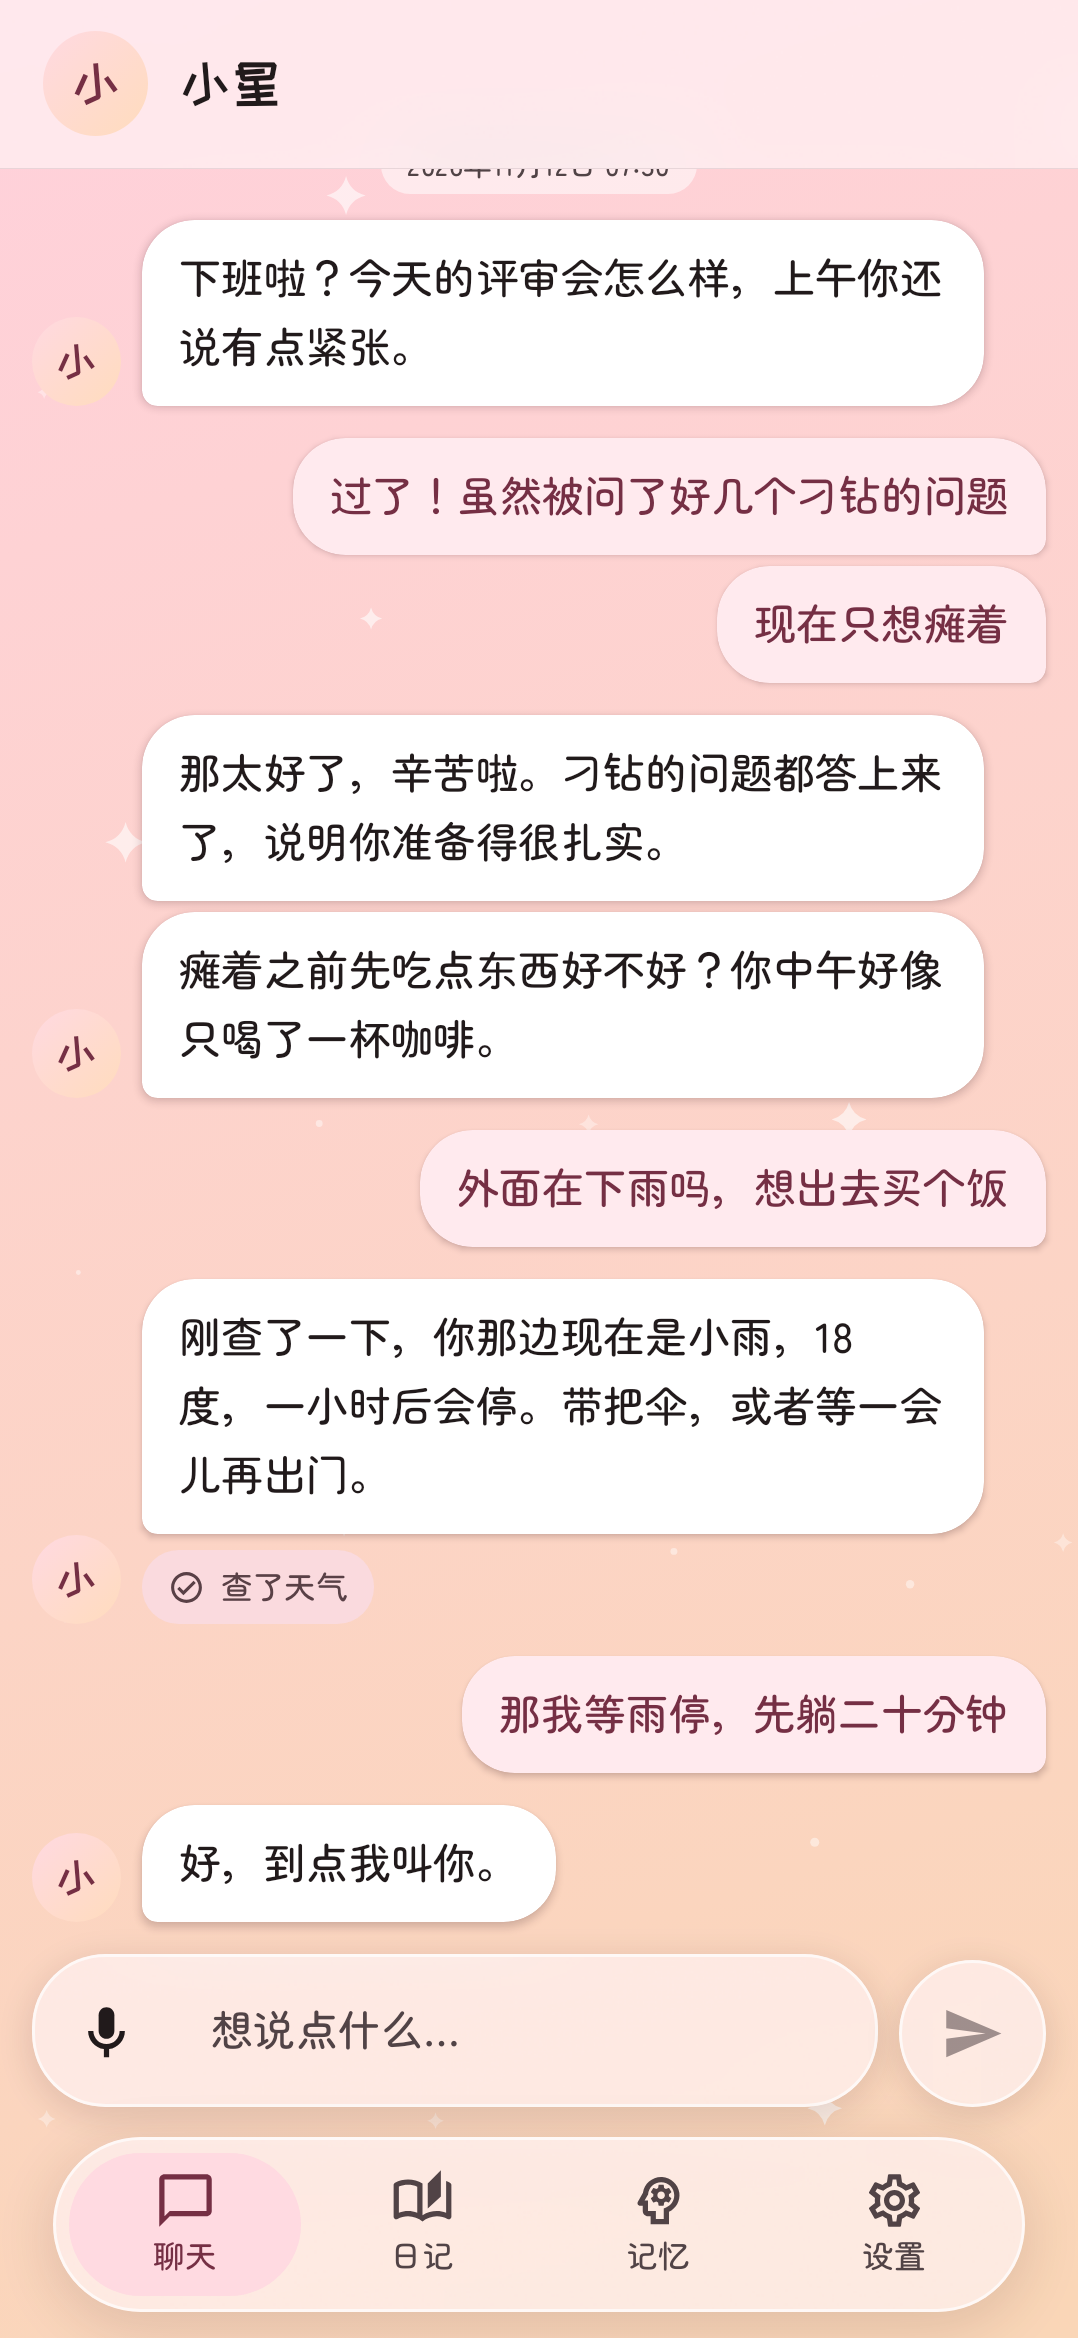 小
小星
下班啦？今天的评审会怎么样，上午你还
说有点紧张。
小
过了！虽然被问了好几个刁钻的问题
现在只想瘫着
那太好了，辛苦啦。刁钻的问题都答上来
了，说明你准备得很扎实。
瘫着之前先吃点东西好不好？你中午好像
只喝了一杯咖啡。
小
外面在下雨吗，想出去买个饭
刚查了一下，你那边现在是小雨，18
度，一小时后会停。带把伞，或者等一会
儿再出门。
小
查了天气
那我等雨停，先躺二十分钟
好，到点我叫你。
小
想说点什么...
聊天
日记
记忆
设置